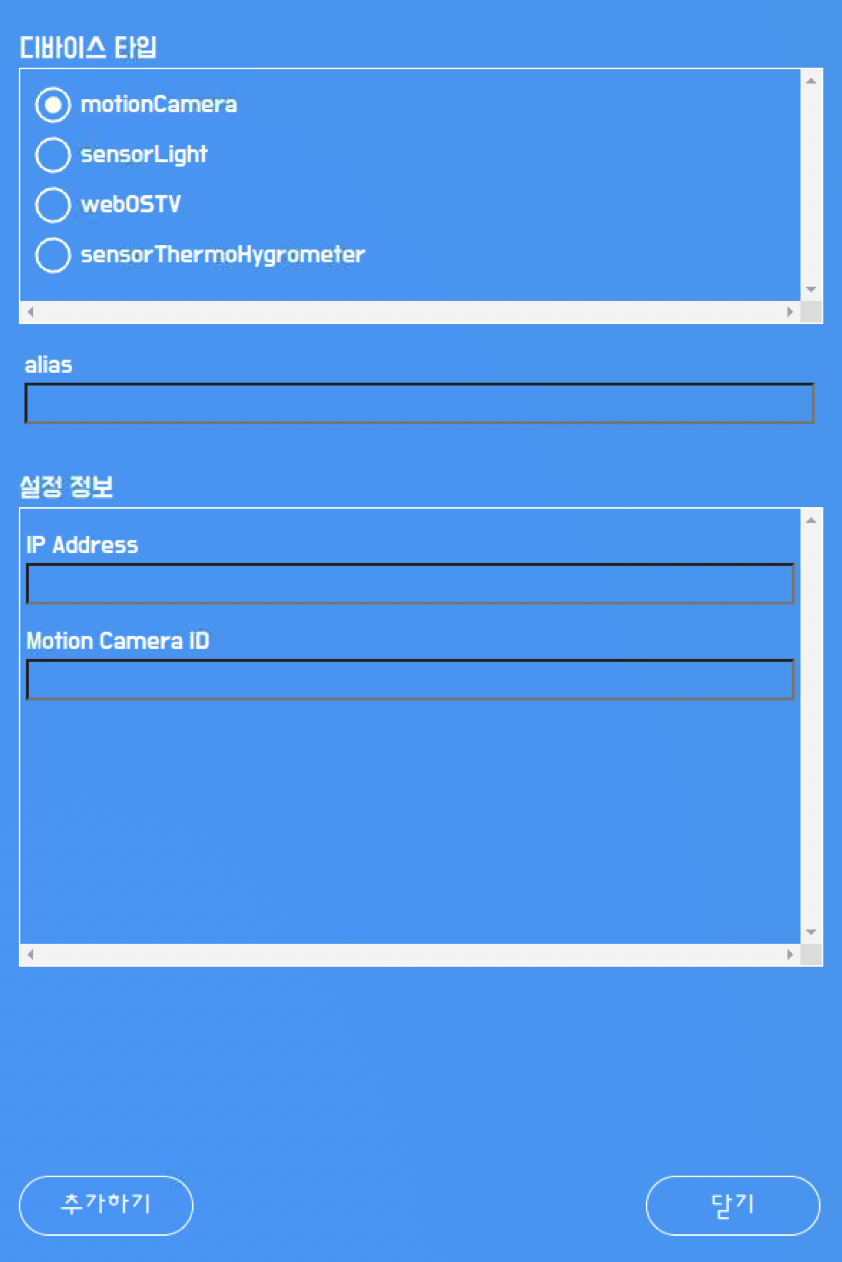 디바이스 타입
motionCamera
sensorLight
webOSTV
sensorThermoHygrometer
alias
설정 정보
IP Address
Motion Camera ID
추가하기
닫기